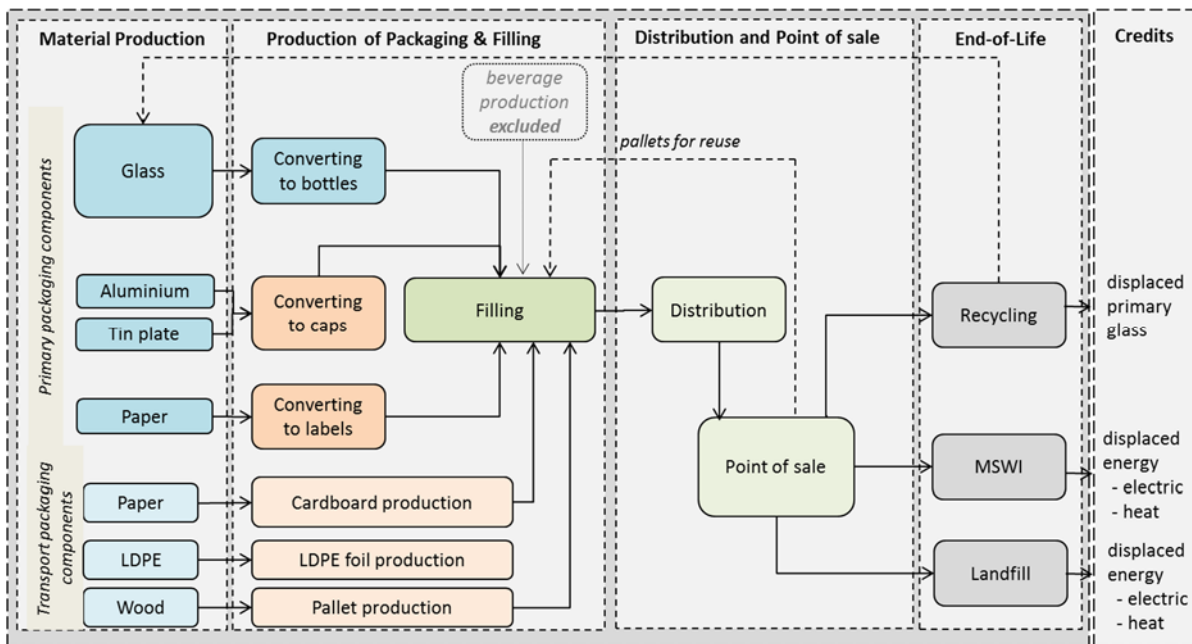 Material Production
Production of Packaging & Filling
Distribution and Point of sale
End-of-Life
Credits
Primary packaging components
Transport packaging
components
beverage
production
excluded
pallets for reuse
Glass
Converting
to bottles
Aluminium
Tin plate
Converting
to caps
Filling
Distribution
Recycling
displaced
primary
glass
Paper
Converting
to labels
Point of sale
MSWI
displaced
energy
- electric
- heat
Paper
Cardboard production
LDPE
LDPE foil production
Wood
Pallet production
Landfill
displaced
energy
- electric
- heat